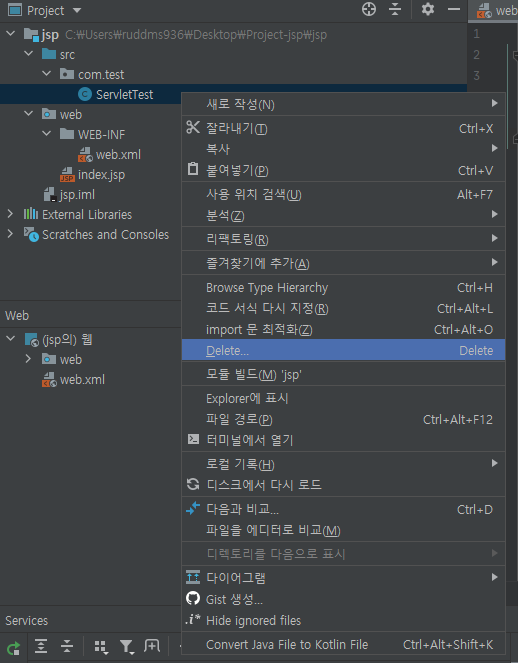 Project
web
jsp C:₩Users₩ruddms936₩Desktop₩Project-jsp₩jsp
1
src
2
com.test
3
ServletTest
web
WEB-INF
web.xml
index.jsp
jsp.iml
External Libraries
Scratches and Consoles
Web
(jsp의) 웹
web
web.xml
Services
새로 작성(N)
잘라내기(T) Ctrl+X
복사
붙여넣기(P) Ctrl+V
사용 위치 검색(U) Alt+F7
분석(Z)
리팩토링(R)
즐겨찾기에 추가(A)
Browse Type Hierarchy Ctrl+H
코드 서식 다시 지정(R) Ctrl+Alt+L
import 문 최적화(Z) Ctrl+Alt+O
Delete... Delete
모듈 빌드(M) 'jsp'
Explorer에 표시
파일 경로(P) Ctrl+Alt+F12
터미널에서 열기
로컬 기록(H)
디스크에서 다시 로드
다음과 비교... Ctrl+D
파일을 에디터로 비교(M)
디렉토리를 다음으로 표시
다이어그램
Gist 생성...
Hide ignored files
Convert Java File to Kotlin File Ctrl+Alt+Shift+K